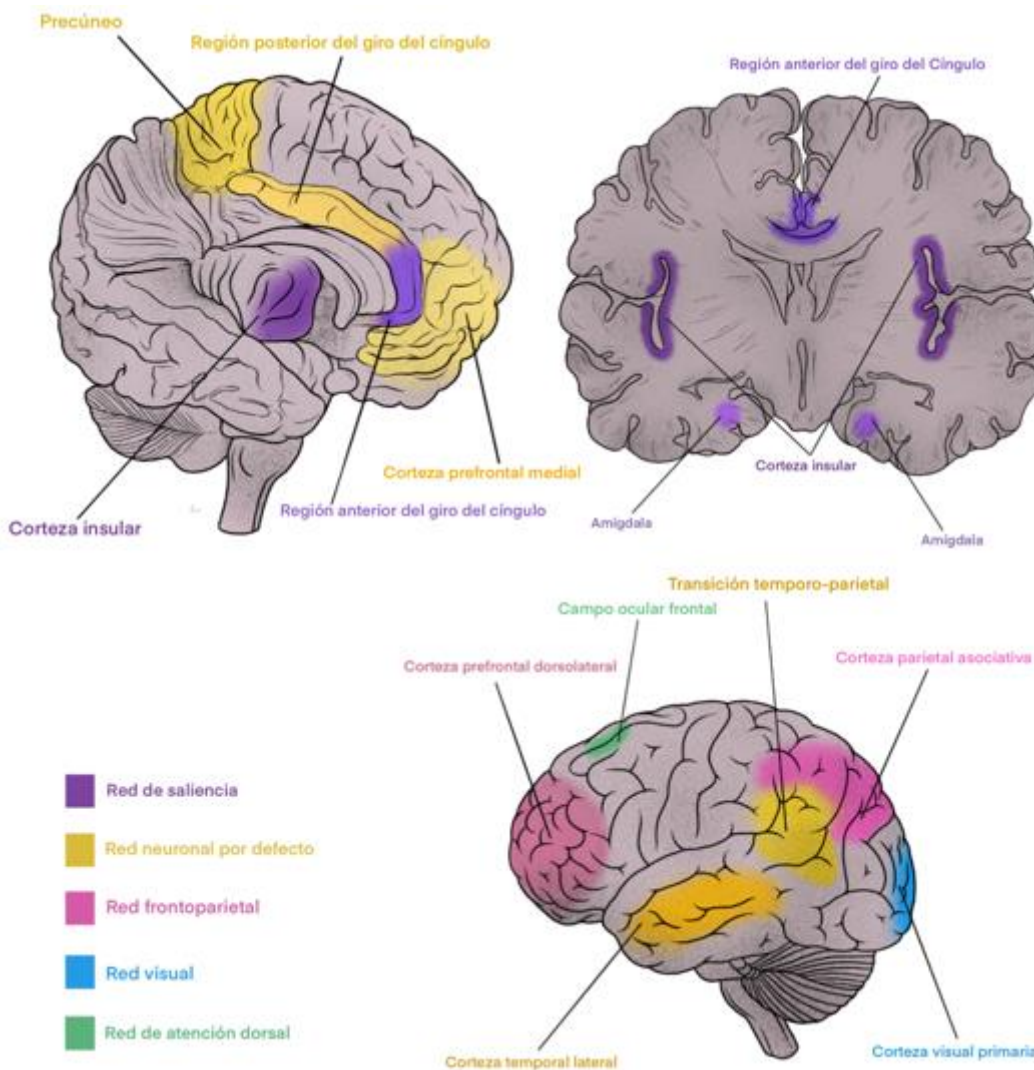 Precúneo
Región posterior del giro del cíngulo
Región anterior del giro del Cíngulo
Corteza prefrontal medial
Región anterior del giro del cíngulo
Corteza insular
Corteza insular
Amígdala
Amígdala
Transición temporo-parietal
Campo ocular frontal
Corteza prefrontal dorsolateral
Corteza parietal asociativa
Red de saliencia
Red neuronal por defecto
Red frontoparietal
Red visual
Red de atención dorsal
Corteza temporal lateral
Corteza visual primaria